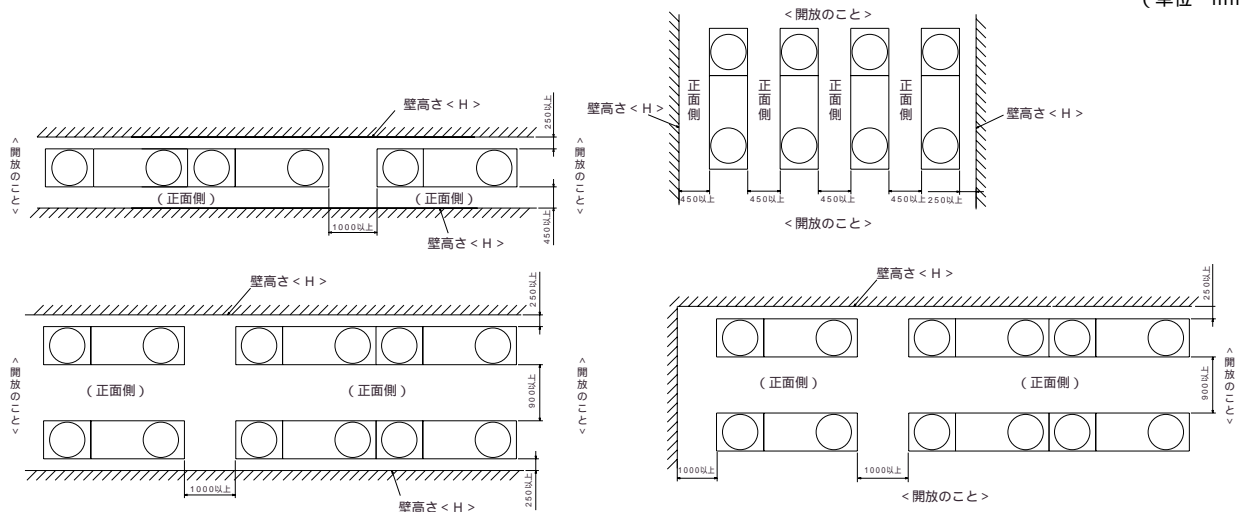 <開放のこと>
壁高さ<H>
250以上
<開放のこと>
(正面側)
(正面側)
1000以上
450以上
壁高さ<H>
<開放のこと>
<開放のこと>
壁高さ<H>
正面側
正面側
正面側
正面側
壁高さ<H>
450以上
450以上
450以上
450以上
250以上
<開放のこと>
壁高さ<H>
250以上
<開放のこと>
(正面側)
(正面側)
900以上
<開放のこと>
1000以上
250以上
壁高さ<H>
壁高さ<H>
250以上
(正面側)
(正面側)
900以上
<開放のこと>
1000以上
1000以上
<開放のこと>